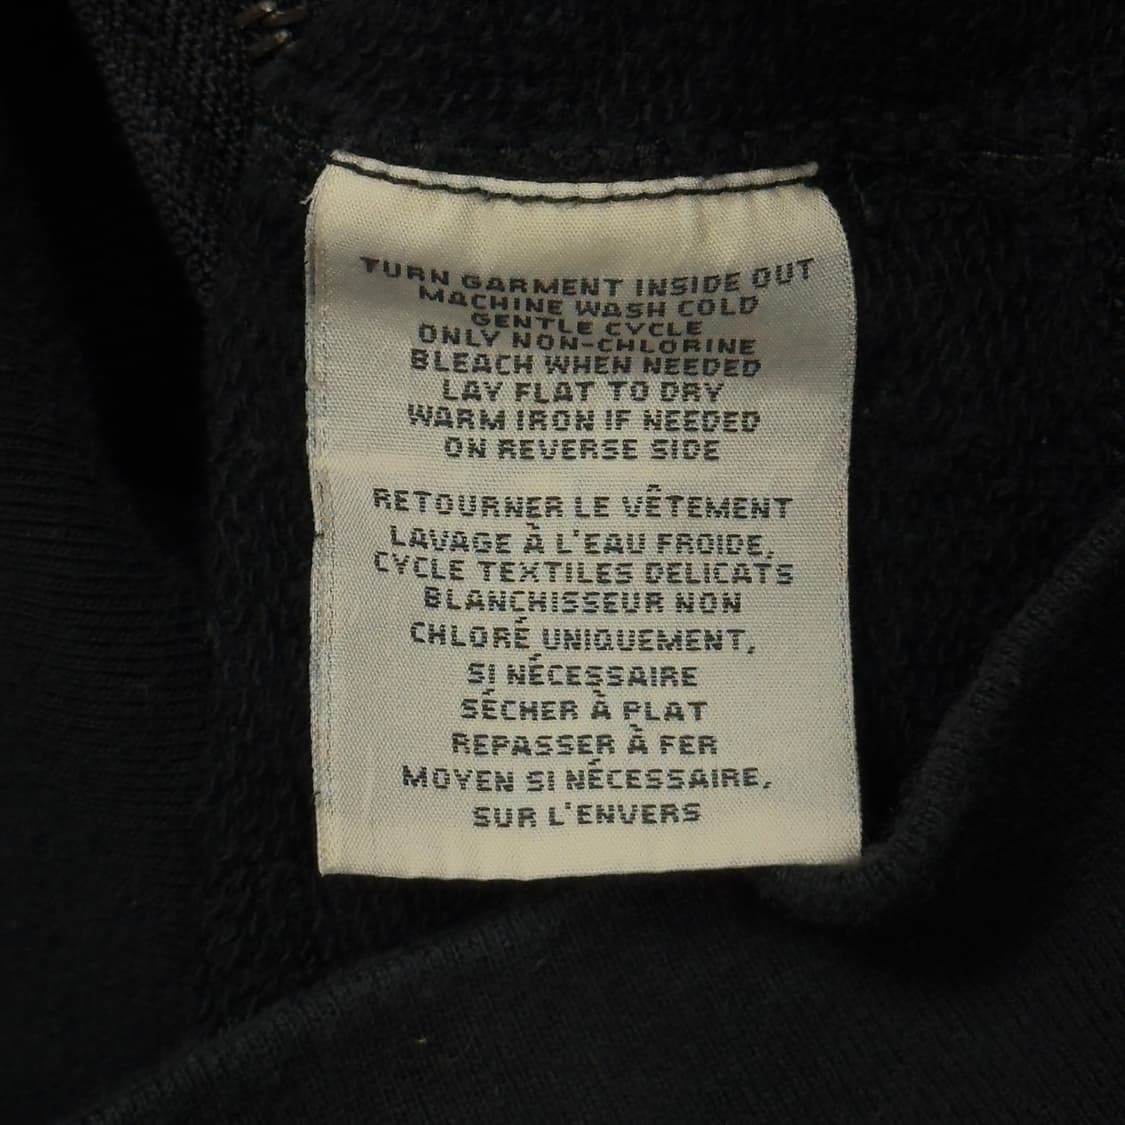 TURN GARMENT INSIDE OUT
MACHINE WASH COLD
GENTLE CYCLE
ONLY NON-CHLORINE
BLEACH WHEN NEEDED
LAY FLAT TO DRY
WARM IRON IF NEEDED
ON REVERSE SIDE
RETOURNER LE VÊTEMENT
LAVAGE À L'EAU FROIDE,
CYCLE TEXTILES DELICATS
BLANCHISSEUR NON
CHLORÉ UNIQUEMENT,
SI NÉCESSAIRE
SÉCHER À PLAT
REPASSER À FER
MOYEN SI NÉCESSAIRE,
SUR L'ENVERS